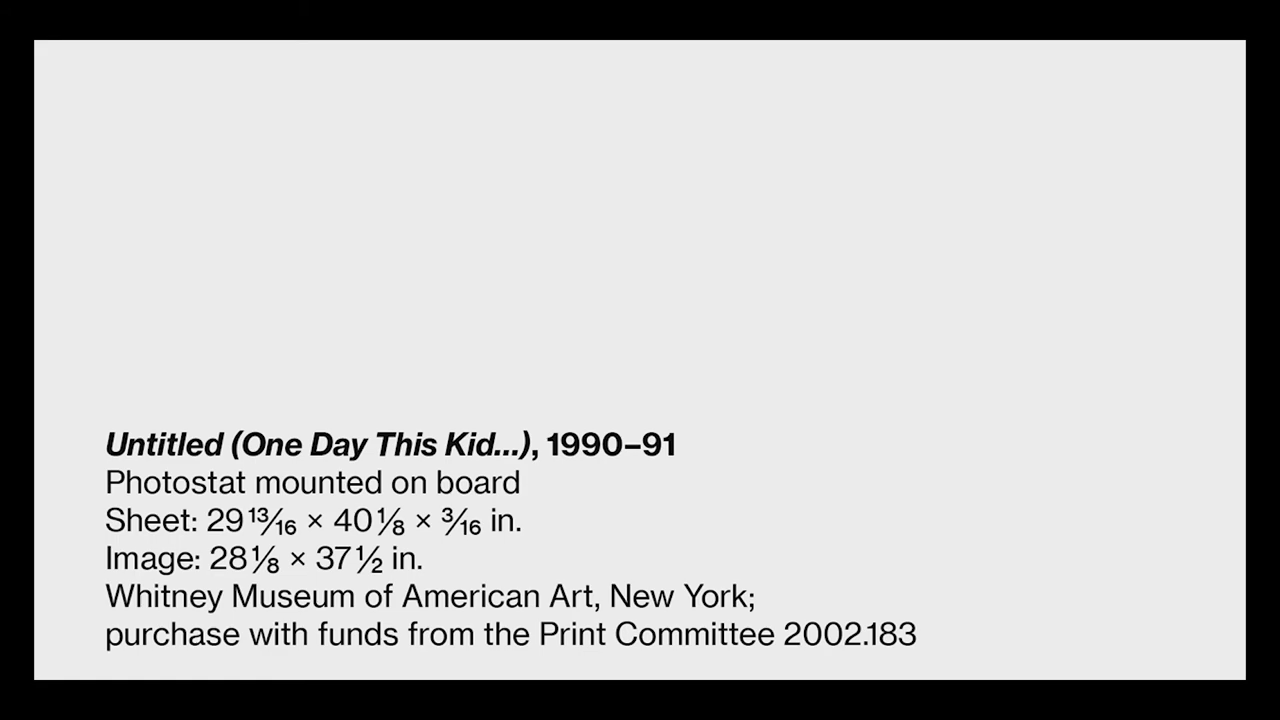 Untitled (One Day This Kid...), 1990–91
Photostat mounted on board
Sheet: 29 13⁄16 × 40 1⁄8 × 3⁄16 in.
Image: 28 1⁄8 × 37 1⁄2 in.
Whitney Museum of American Art, New York;
purchase with funds from the Print Committee 2002.183